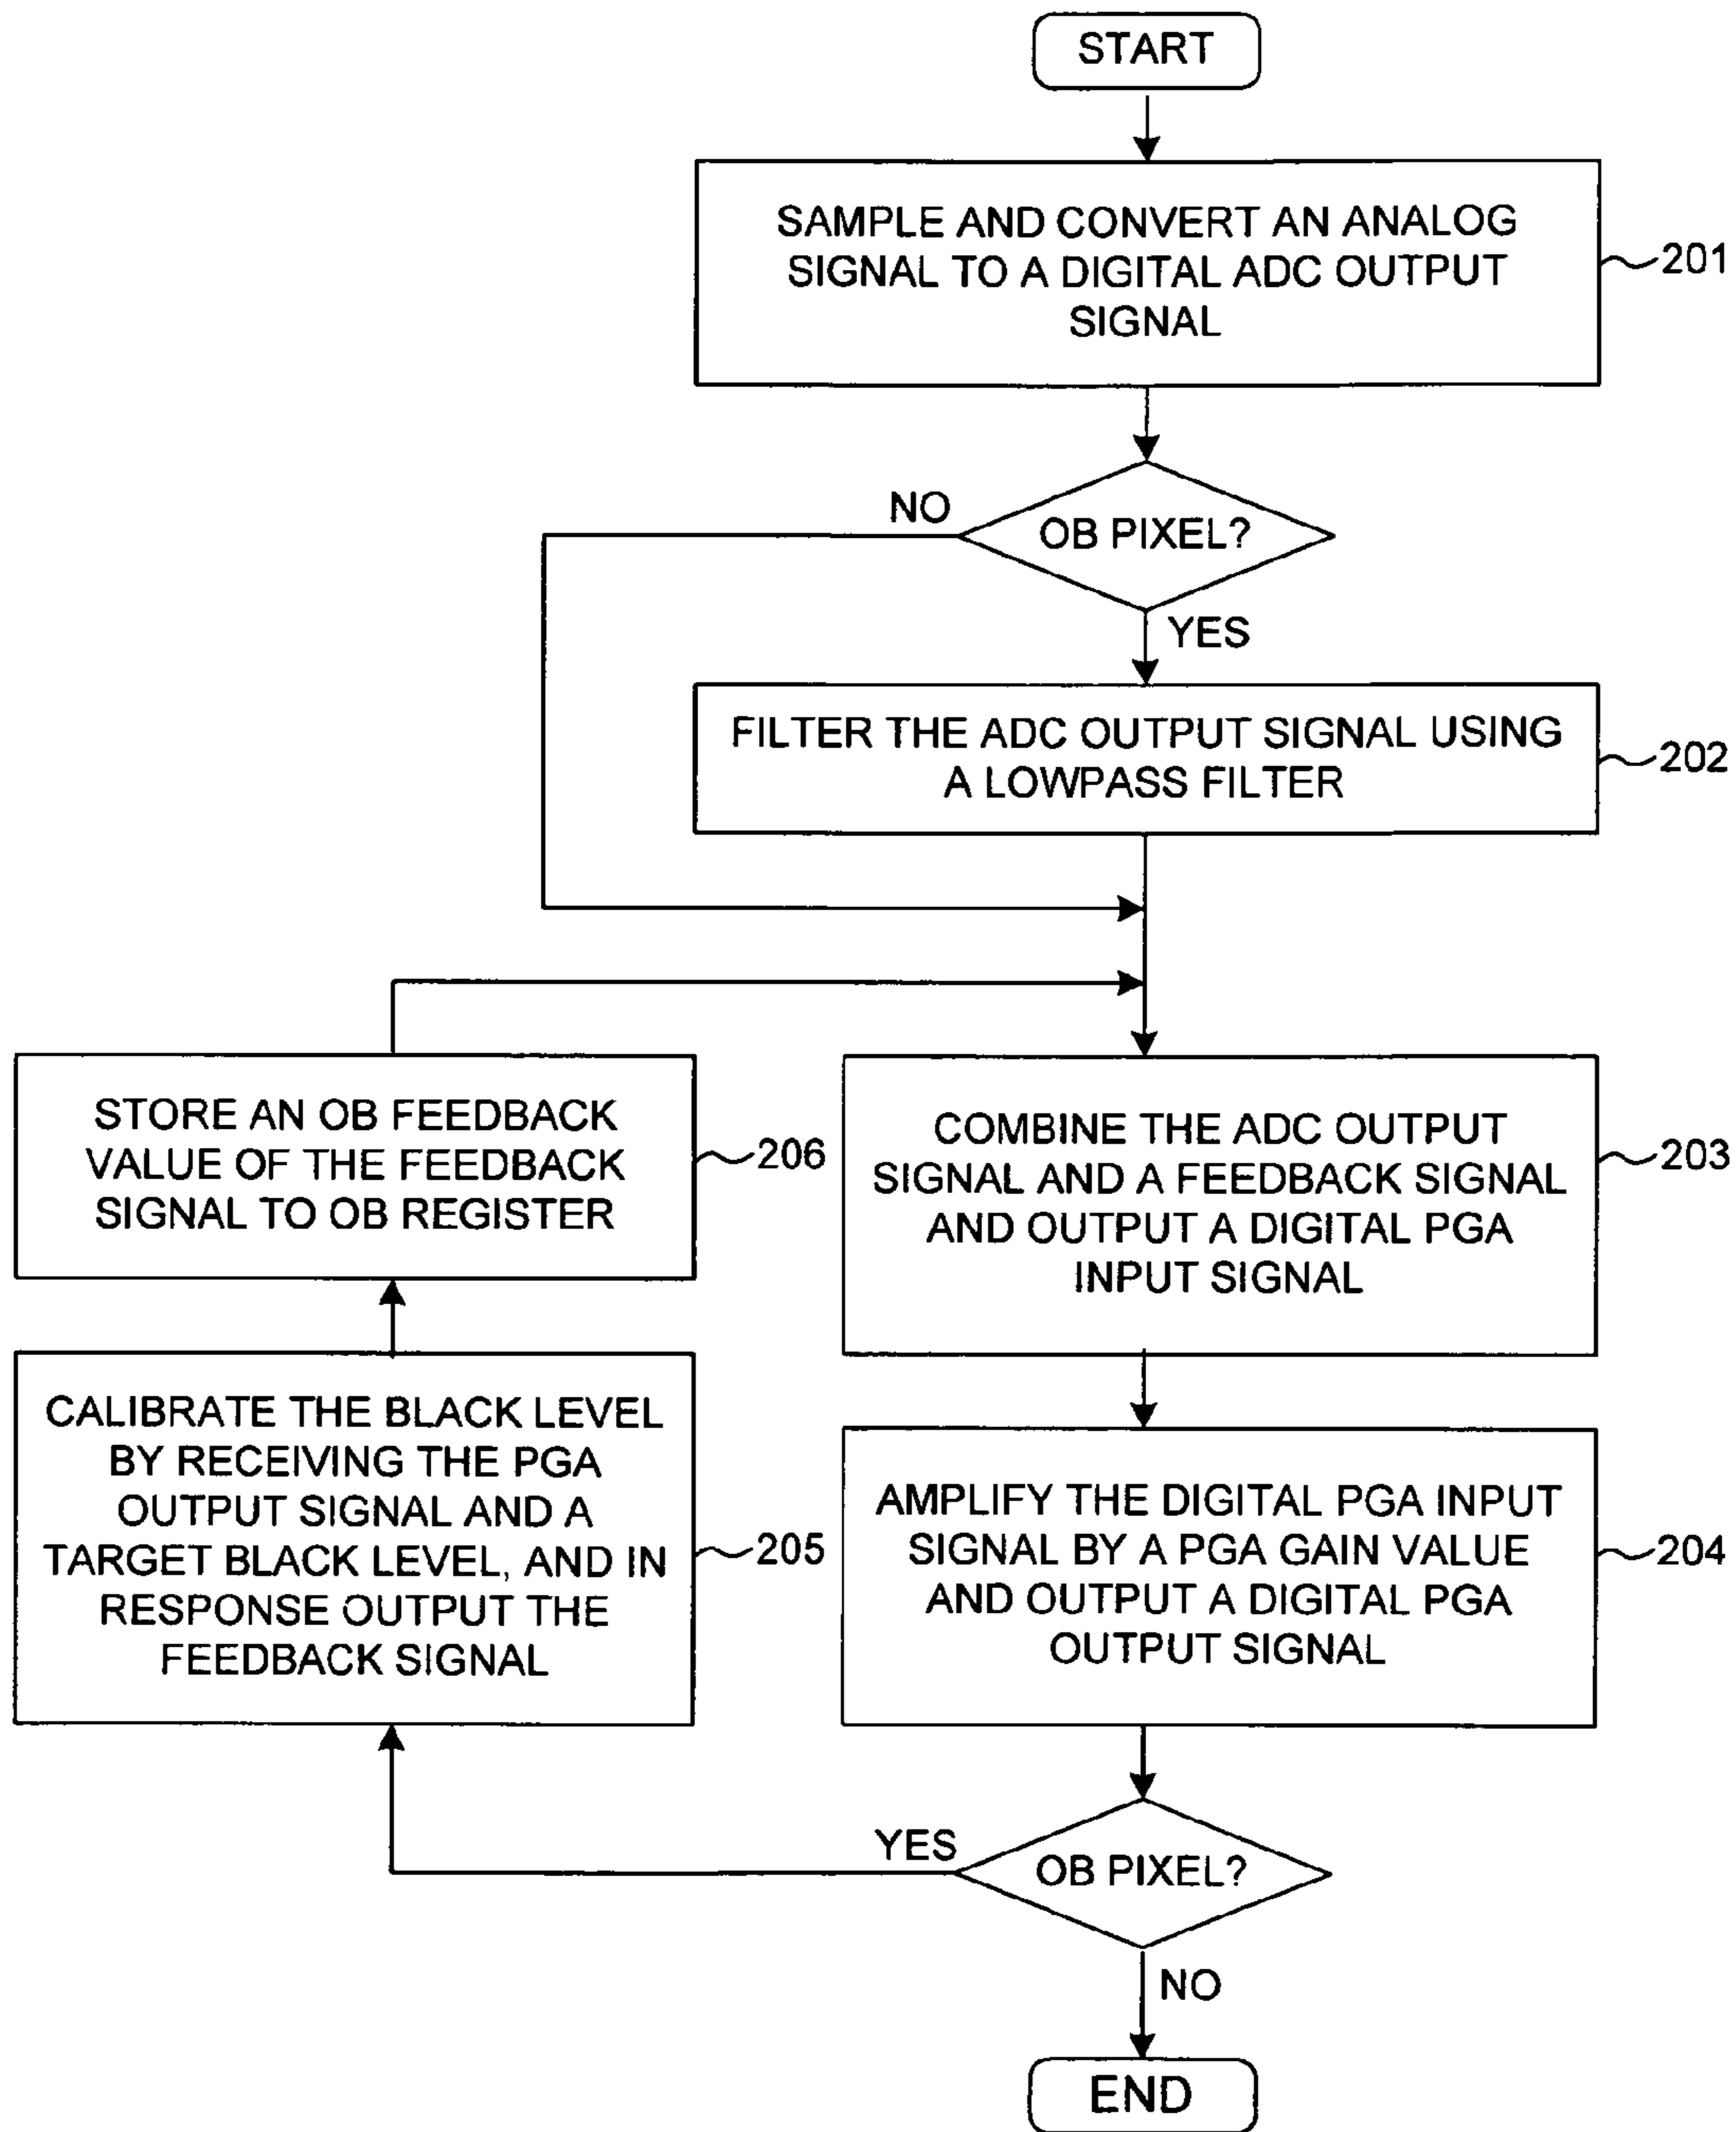 START
SAMPLE AND CONVERT AN ANALOG
SIGNAL TO A DIGITAL ADC OUTPUT
SIGNAL
201
NO
OB PIXEL?
YES
FILTER THE ADC OUTPUT SIGNAL USING
A LOWPASS FILTER
202
STORE AN OB FEEDBACK
VALUE OF THE FEEDBACK
SIGNAL TO OB REGISTER
206
COMBINE THE ADC OUTPUT
SIGNAL AND A FEEDBACK SIGNAL
AND OUTPUT A DIGITAL PGA
INPUT SIGNAL
203
CALIBRATE THE BLACK LEVEL
BY RECEIVING THE PGA
OUTPUT SIGNAL AND A
TARGET BLACK LEVEL, AND IN
RESPONSE OUTPUT THE
FEEDBACK SIGNAL
205
AMPLIFY THE DIGITAL PGA INPUT
SIGNAL BY A PGA GAIN VALUE
AND OUTPUT A DIGITAL PGA
OUTPUT SIGNAL
204
YES
OB PIXEL?
NO
END